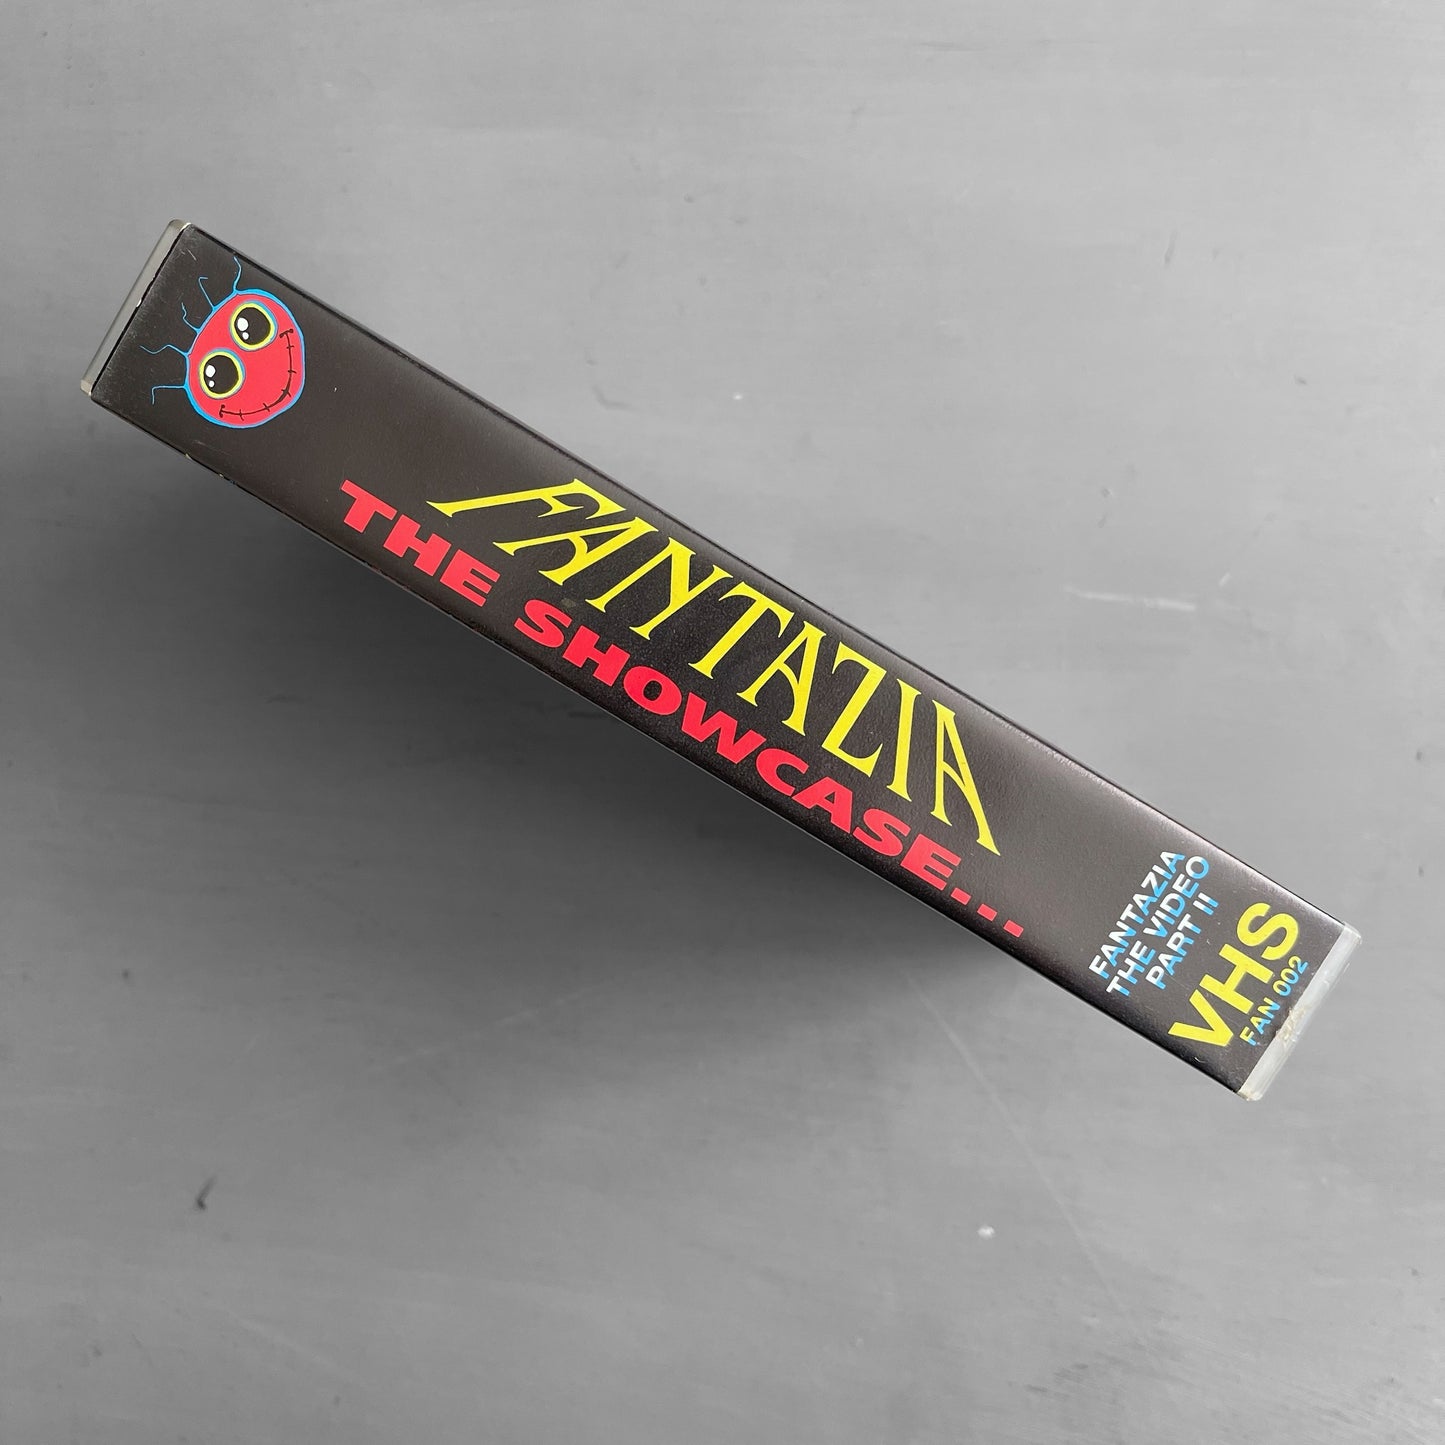 FANTAZIA
THE SHOWCASE...
FANTAZIA
THE VIDEO
PART II
VHS
FAN 002